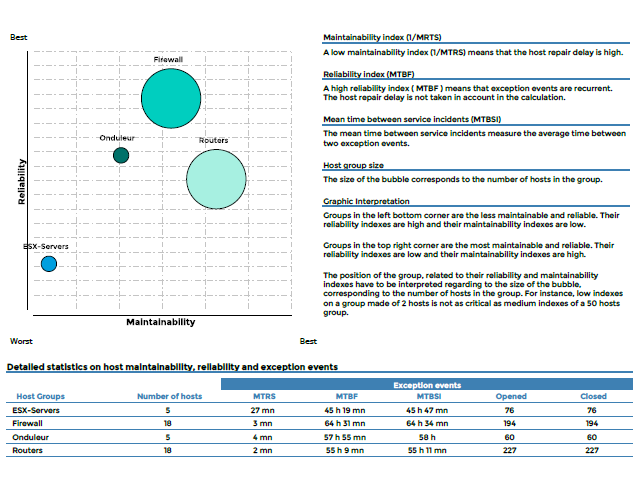 Best
Firewall
Onduleur
Routers
ESX-Servers
Reliability
Maintainability
Worst
Best
Maintainability index (1/MRTS)
A low maintainability index (1/MTRS) means that the host repair delay is high.
Reliability index (MTBF)
A high reliability index ( MTBF ) means that exception events are recurrent.
The host repair delay is not taken in account in the calculation.
Mean time between service incidents (MTBSI)
The mean time between service incidents measure the average time between
two exception events.
Host group size
The size of the bubble corresponds to the number of hosts in the group.
Graphic Interpretation
Groups in the left bottom corner are the less maintainable and reliable. Their
reliability indexes are high and their maintainability indexes are low.
Groups in the top right corner are the most maintainable and reliable. Their
reliability indexes are low and their maintainability indexes are high.
The position of the group, related to their reliability and maintainability
indexes have to be interpreted regarding to the size of the bubble,
corresponding to the number of hosts in the group. For instance, low indexes
on a group made of 2 hosts is not as critical as medium indexes of a 50 hosts
group.
Detailed statistics on host maintainability, reliability and exception events
Exception events
Host Groups Number of hosts MTRS MTBF MTBSI Opened Closed
ESX-Servers 5 27 mn 45 h 19 mn 45 h 47 mn 76 76
Firewall 18 3 mn 64 h 31 mn 64 h 34 mn 194 194
Onduleur 5 4 mn 57 h 55 mn 58 h 60 60
Routers 18 2 mn 55 h 9 mn 55 h 11 mn 227 227